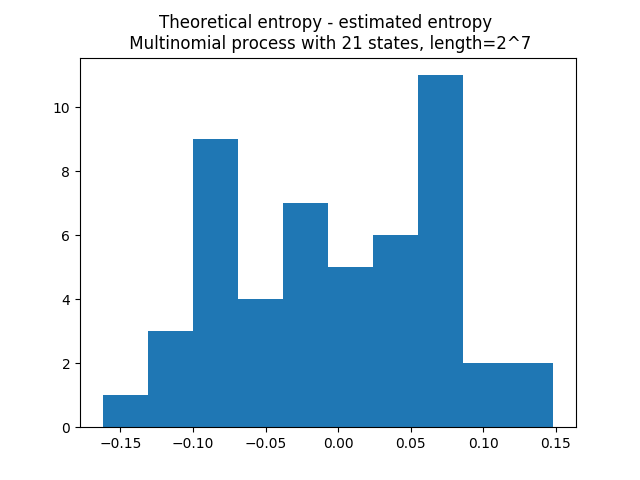 Theoretical entropy - estimated entropy
Multinomial process with 21 states, length=2^7
10
8
6
4
2
0
−0.15 −0.10 −0.05 0.00 0.05 0.10 0.15